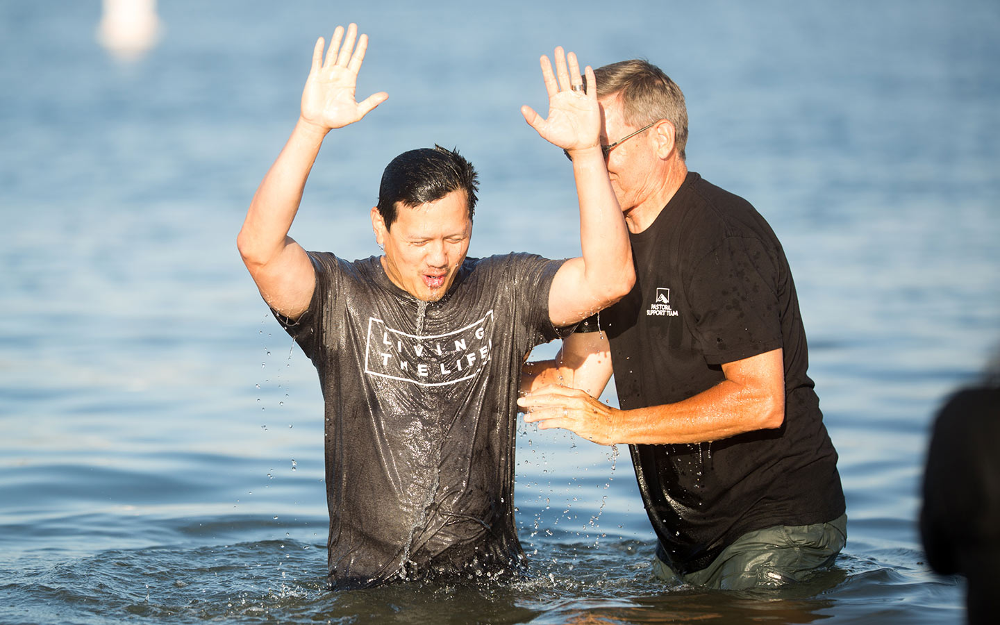 LIVING
THE LIFE
PASTORAL
SUPPORT TEAM